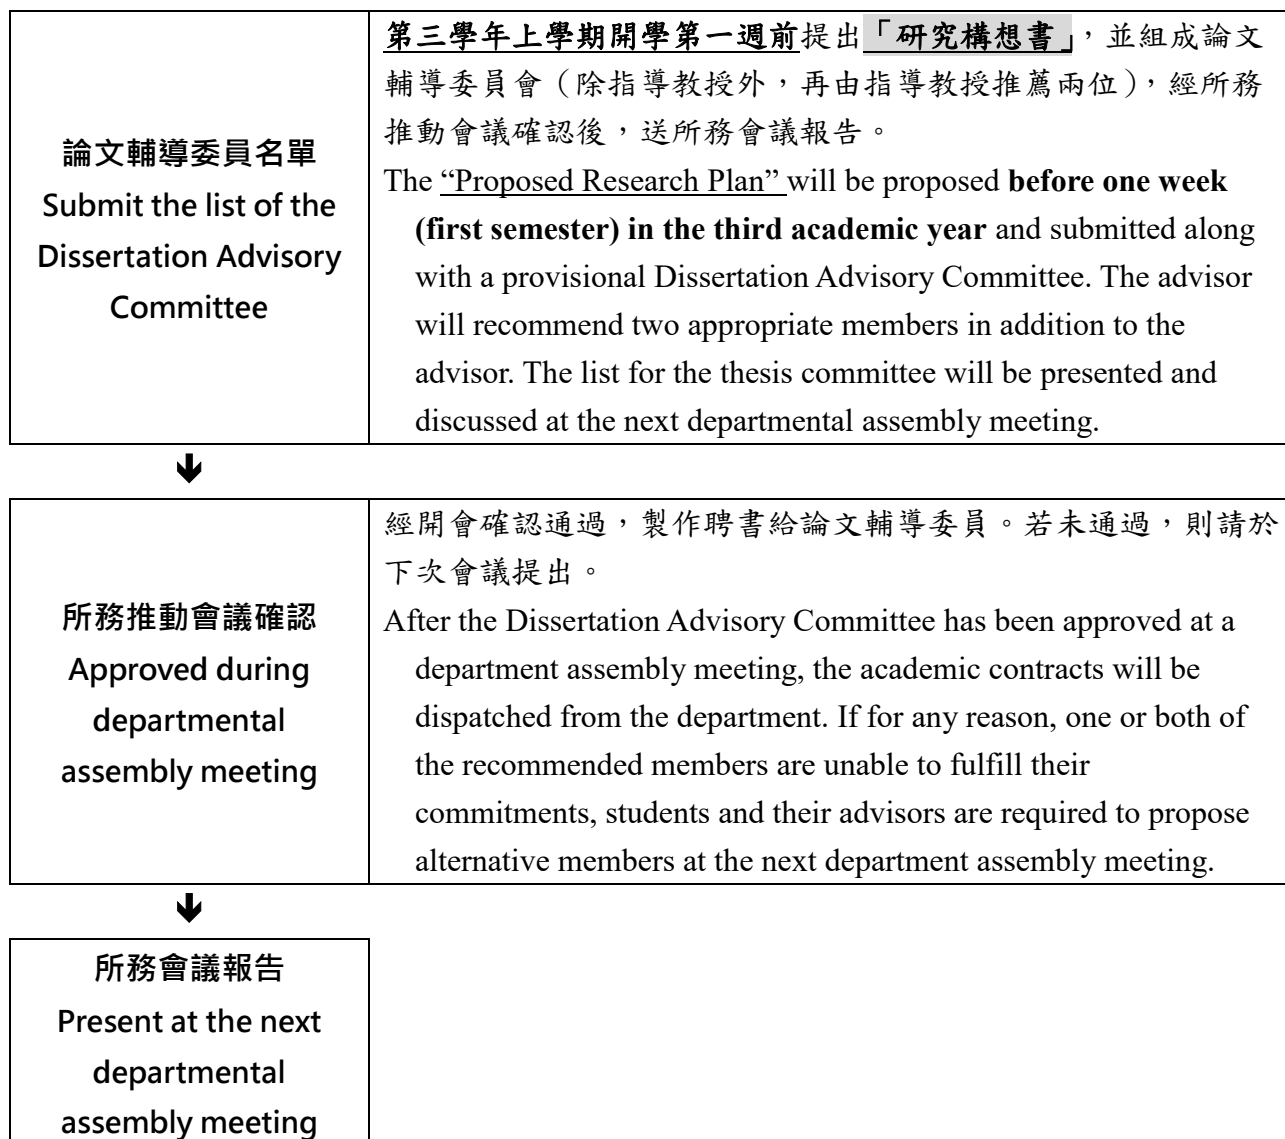 論文輔導委員名單
Submit the list of the
Dissertation Advisory
Committee
第三學年上學期開學第一週前提出「研究構想書」，並組成論文
輔導委員會（除指導教授外，再由指導教授推薦兩位），經所務
推動會議確認後，送所務會議報告。
The “Proposed Research Plan” will be proposed before one week
(first semester) in the third academic year and submitted along
with a provisional Dissertation Advisory Committee. The advisor
will recommend two appropriate members in addition to the
advisor. The list for the thesis committee will be presented and
discussed at the next departmental assembly meeting.
所務推動會議確認
Approved during
departmental
assembly meeting
經開會確認通過，製作聘書給論文輔導委員。若未通過，則請於
下次會議提出。
After the Dissertation Advisory Committee has been approved at a
department assembly meeting, the academic contracts will be
dispatched from the department. If for any reason, one or both of
the recommended members are unable to fulfill their
commitments, students and their advisors are required to propose
alternative members at the next department assembly meeting.
所務會議報告
Present at the next
departmental
assembly meeting